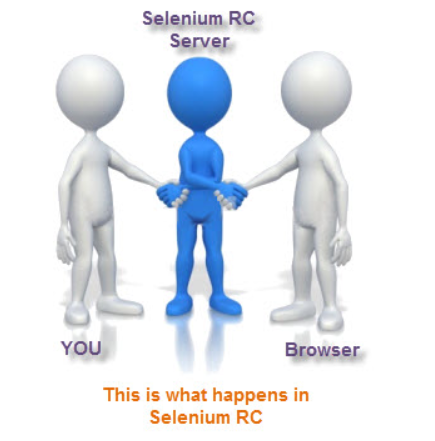 Selenium RC
Server
YOU
Browser
This is what happens in
Selenium RC